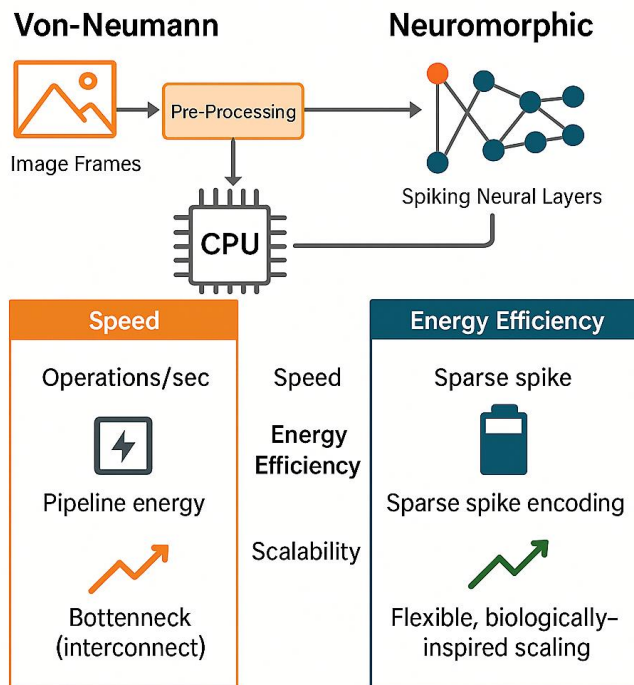 Von-Neumann
Neuromorphic
Pre-Processing
Image Frames
Spiking Neural Layers
CPU
Speed
Energy Efficiency
Operations/sec
Speed
Sparse spike
Energy
Efficiency
Pipeline energy
Sparse spike encoding
Scalability
Bottenneck
(interconnect)
Flexible, biologically–
inspired scaling